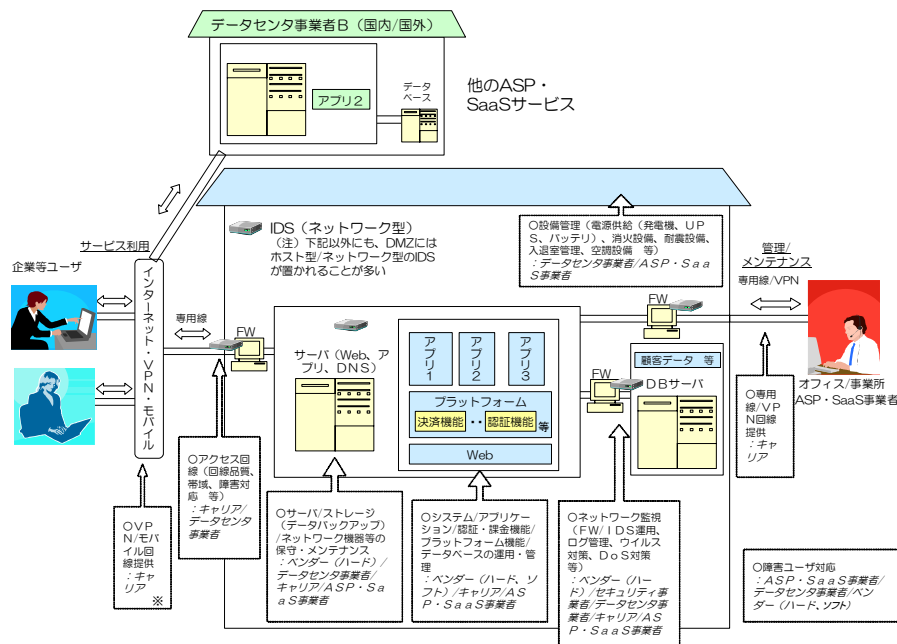 データセンタ事業者B（国内/国外）
アプリ2
データ
ベース
他のASP・
SaaSサービス
IDS（ネットワーク型）
（注）下記以外にも、DMZには
ホスト型/ネットワーク型のIDS
が置かれることが多い
○設備管理（電源供給（発電機、UP
S、バッテリ）、消火設備、耐震設備、
入退室管理、空調設備　等）
：データセンタ事業者/ASP・Saa
S事業者
サービス利用
企業等ユーザ
インターネット・VPN・モバイル
専用線
FW
サーバ（Web、ア
プリ、DNS）
アプリ1
アプリ2
アプリ3
プラットフォーム
決済機能
・・
認証機能
等
Web
FW
FW
顧客データ　等
DBサーバ
管理/
メンテナンス
専用線/VPN
オフィス/事業所
ASP・SaaS事業者
○VP
N/モバ
イル回線
提供
：キャ
リア
※
○アクセス回
線（回線品質、
帯域、障害対
応　等）
：キャリア/
データセンタ
事業者
○サーバ/ストレージ
（データバックアップ）
/ネットワーク機器等の
保守・メンテナンス
：ベンダー（ハード）/
データセンタ事業者/
キャリア/ASP・Sa
aS事業者
○システム/アプリケー
ション/認証・課金機能/
プラットフォーム機能/
データベースの運用・管
理
：ベンダー（ハード、ソ
フト）/キャリア/AS
P・SaaS事業者
○ネットワーク監視
（FW/IDS運用、
ログ管理、ウイルス
対策、DoS対策
等）
：ベンダー（ハー
ド）/セキュリティ事
業者/データセンタ事
業者/キャリア/AS
P・SaaS事業者
○専用
線/VP
N回線
提供
：キャ
リア
○障害ユーザ対応
：ASP・SaaS事業者/
データセンタ事業者/ベン
ダー（ハード、ソフト）